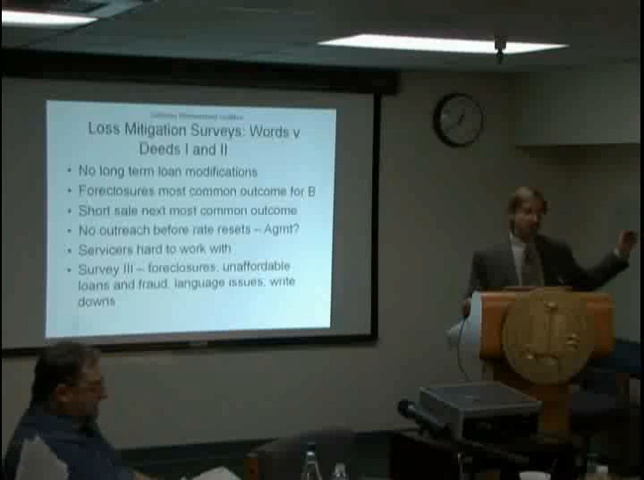 Loss Mitigation Surveys: Words v
Deeds I and II
• No long term loan modifications
• Foreclosures most common outcome for B
• Short sale next most common outcome
• No outreach before rate resets – Agmt?
• Servicers hard to work with
• Survey III – foreclosures, unaffordable
loans and fraud, language issues, write
downs